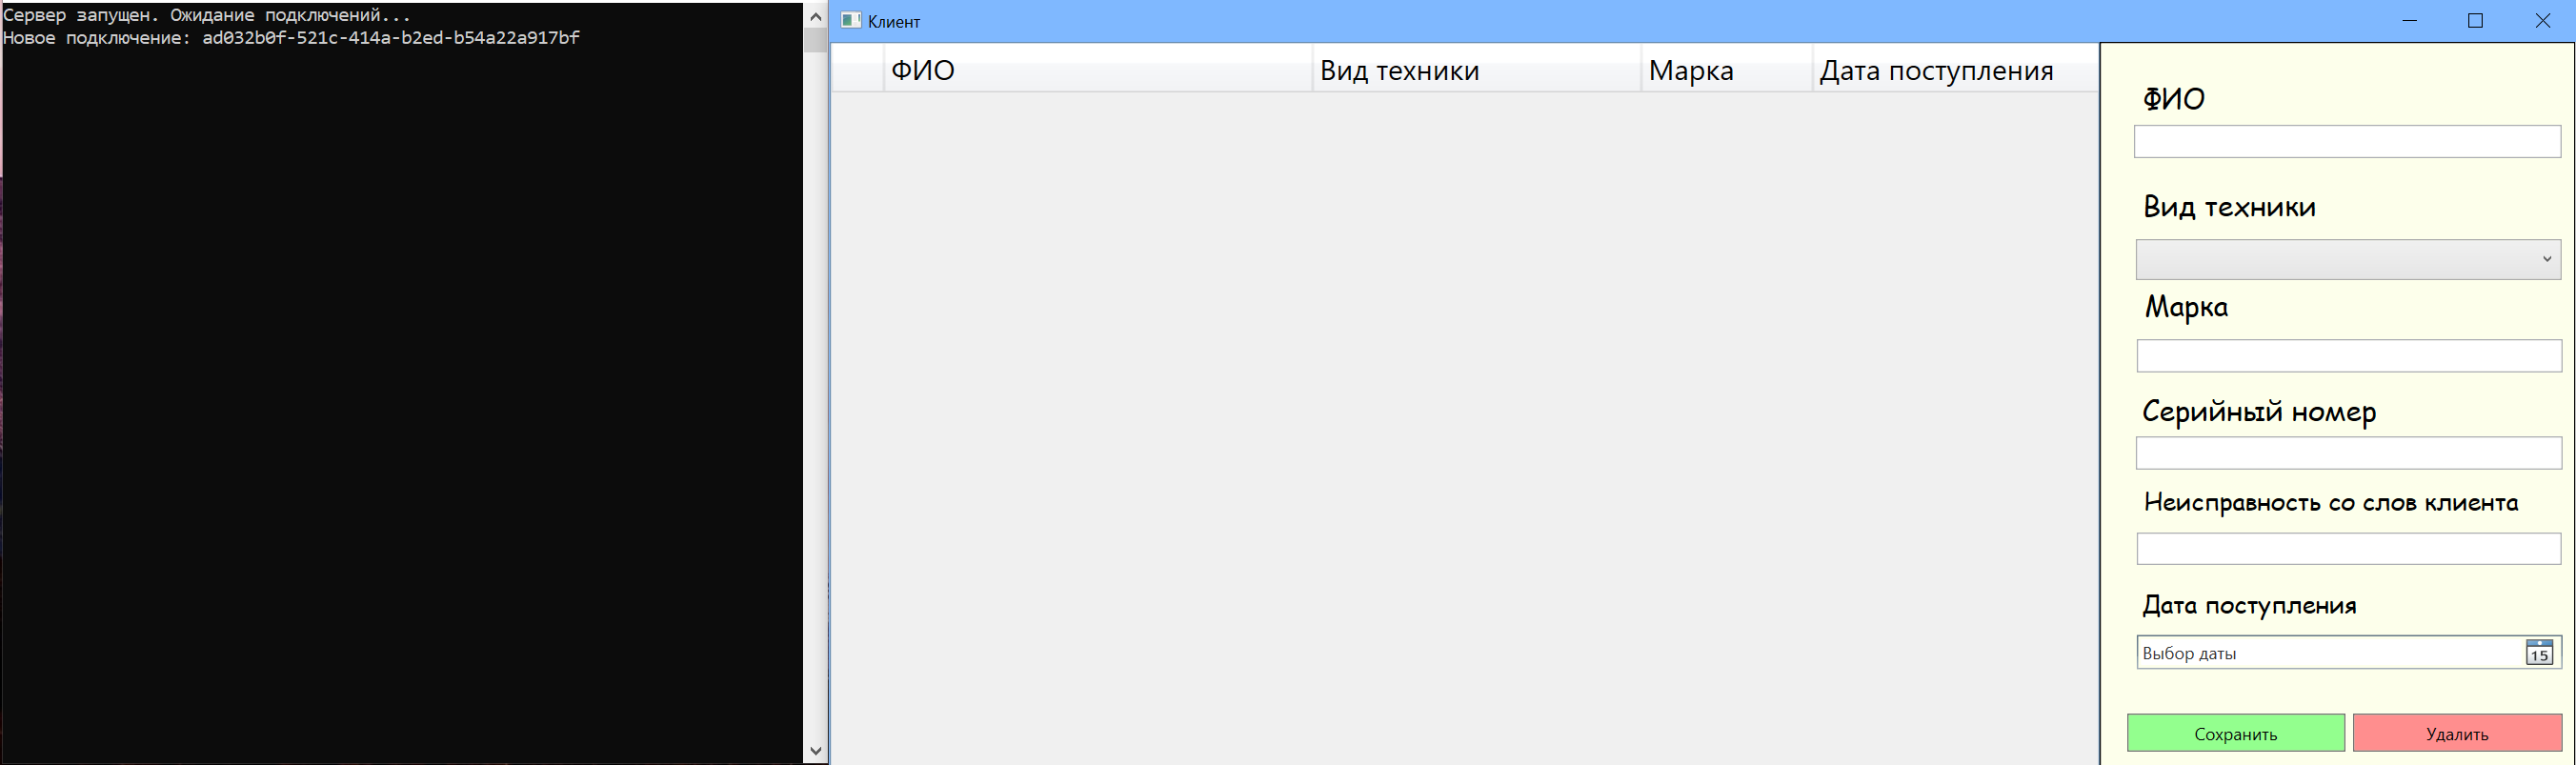 Сервер запущен. Ожидание подключений...
Новое подключение: ad032b0f-521c-414a-b2ed-b54a22a917bf
Клиент
ФИО Вид техники Марка Дата поступления
ФИО
Вид техники
Марка
Серийный номер
Неисправность со слов клиента
Дата поступления
Выбор даты 15
Сохранить Удалить